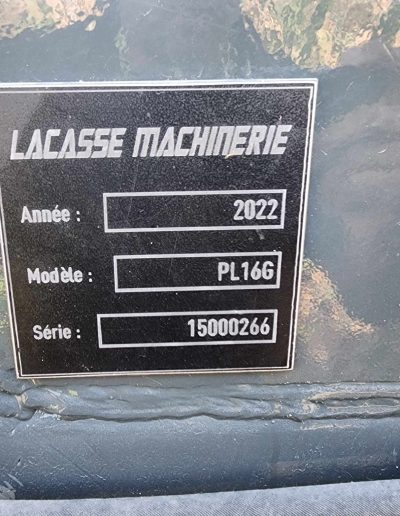 LACASSE MACHINERIE
Année : 2022
Modèle : PL16G
Série : 15000266